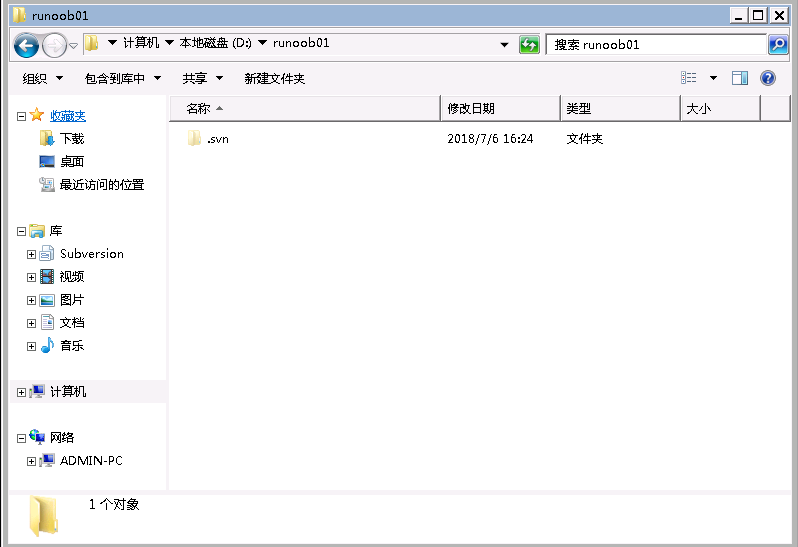 runoob01
计算机 本地磁盘 (D:) runoob01
搜索 runoob01
组织 包含到库中 共享 新建文件夹
名称 修改日期 类型 大小
.svn 2018/7/6 16:24 文件夹
收藏夹
下载
桌面
最近访问的位置
库
Subversion
视频
图片
文档
音乐
计算机
网络
ADMIN-PC
1 个对象